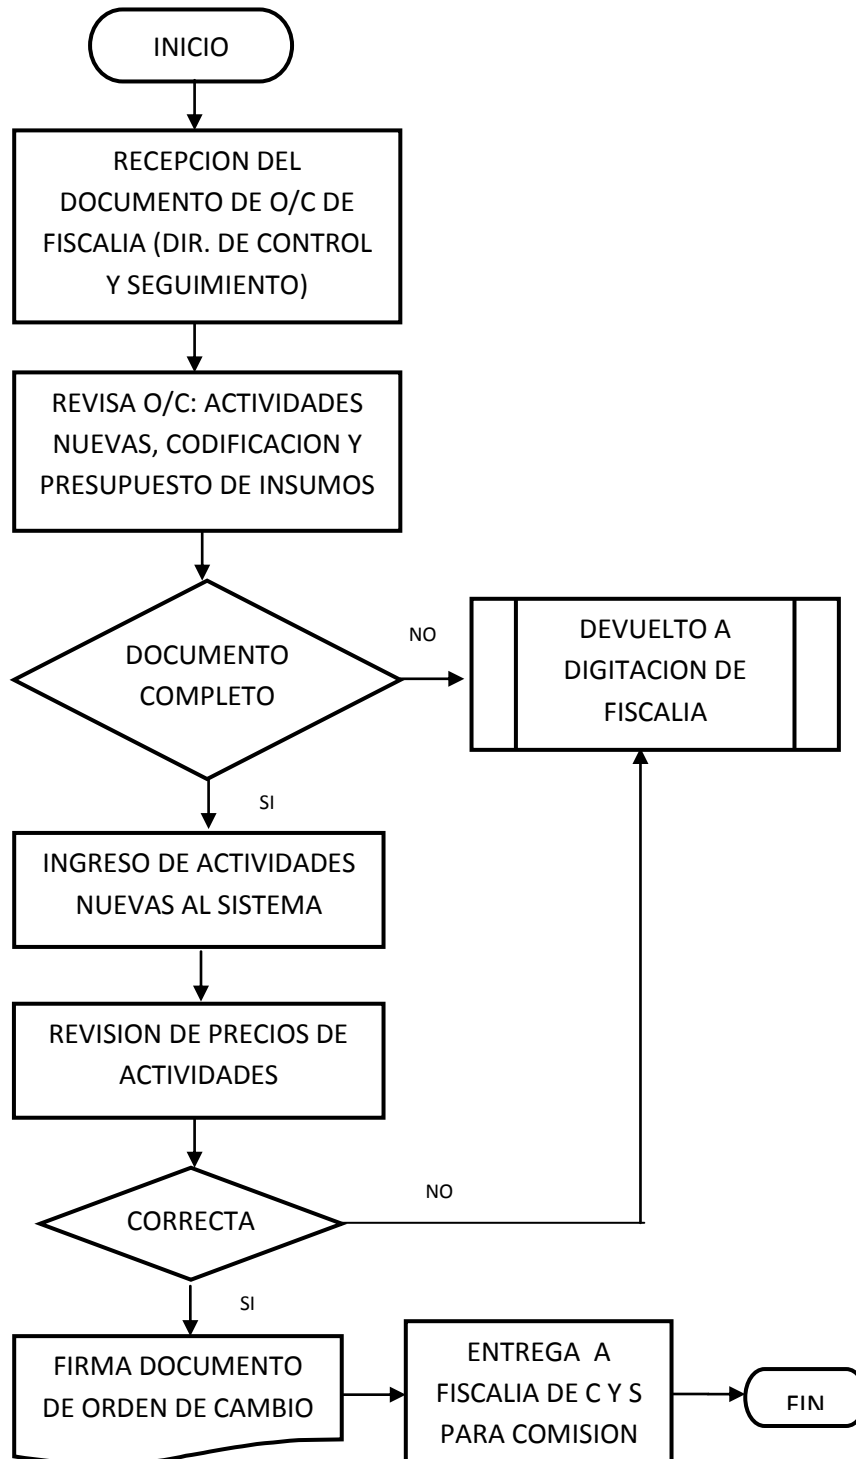 INICIO
RECEPCION DEL
DOCUMENTO DE O/C DE
FISCALIA (DIR. DE CONTROL
Y SEGUIMIENTO)
REVISA O/C: ACTIVIDADES
NUEVAS, CODIFICACION Y
PRESUPUESTO DE INSUMOS
DOCUMENTO
COMPLETO
NO
DEVUELTO A
DIGITACION DE
FISCALIA
SI
INGRESO DE ACTIVIDADES
NUEVAS AL SISTEMA
REVISION DE PRECIOS DE
ACTIVIDADES
CORRECTA
NO
SI
FIRMA DOCUMENTO
DE ORDEN DE CAMBIO
ENTREGA A
FISCALIA DE C Y S
PARA COMISION
FIN